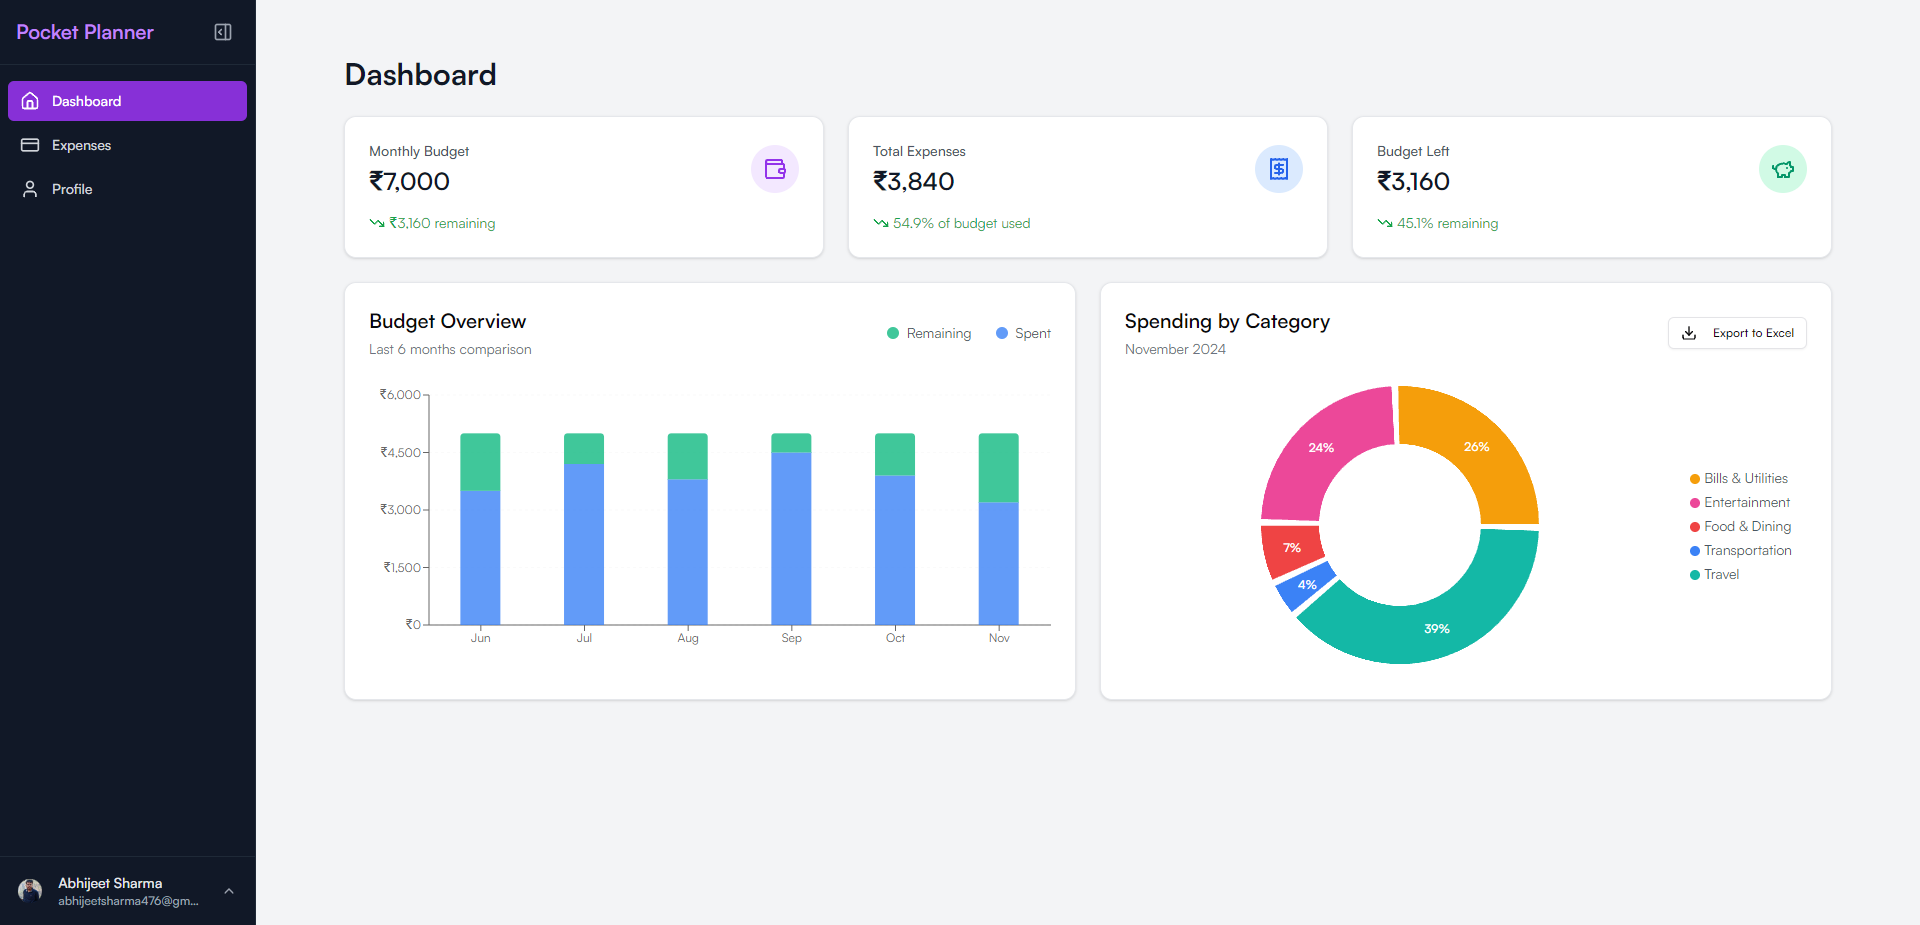 Pocket Planner
Dashboard
Expenses
Profile
Abhijeet Sharma
abhijeetsharma476@gm...
Dashboard
Monthly Budget
₹7,000
₹3,160 remaining
Total Expenses
₹3,840
54.9% of budget used
Budget Left
₹3,160
45.1% remaining
Budget Overview
Last 6 months comparison
Remaining
Spent
₹6,000
₹4,500
₹3,000
₹1,500
₹0
Jun
Jul
Aug
Sep
Oct
Nov
Spending by Category
November 2024
Export to Excel
24%
26%
7%
4%
39%
Bills & Utilities
Entertainment
Food & Dining
Transportation
Travel